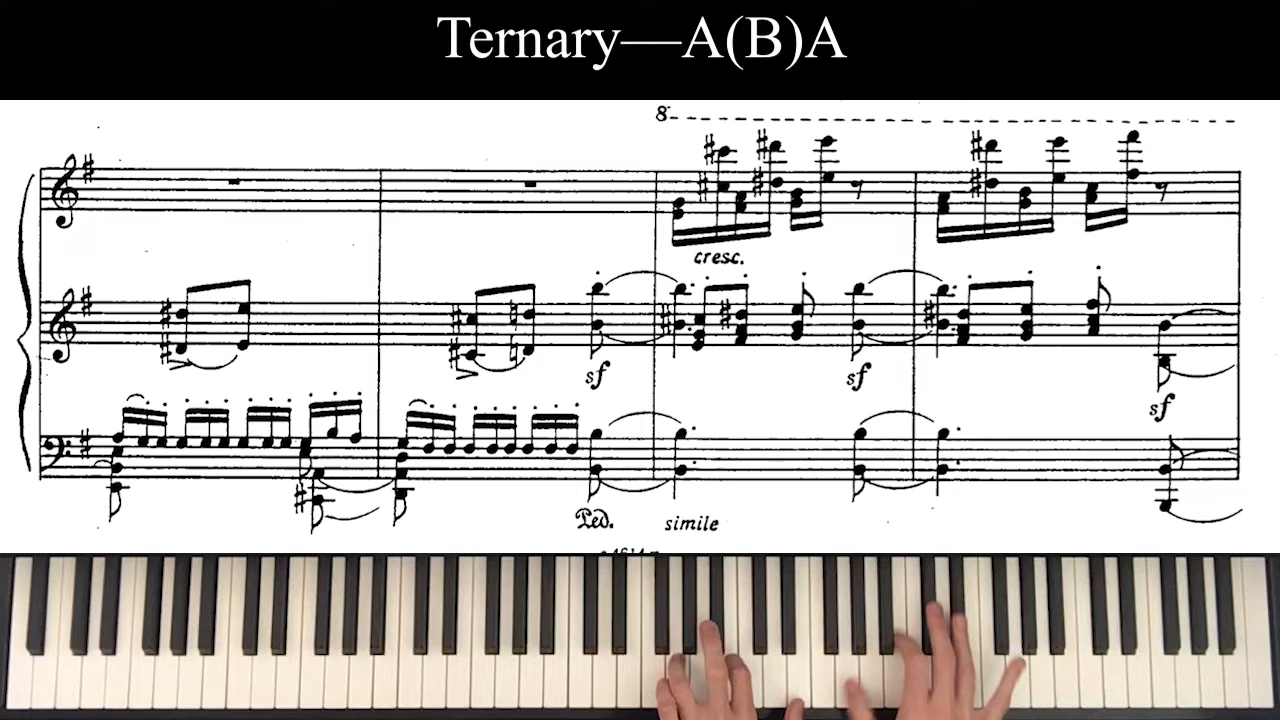 Ternary—A(B)A
8
cresc.
sf sf
sf
Ped. simile